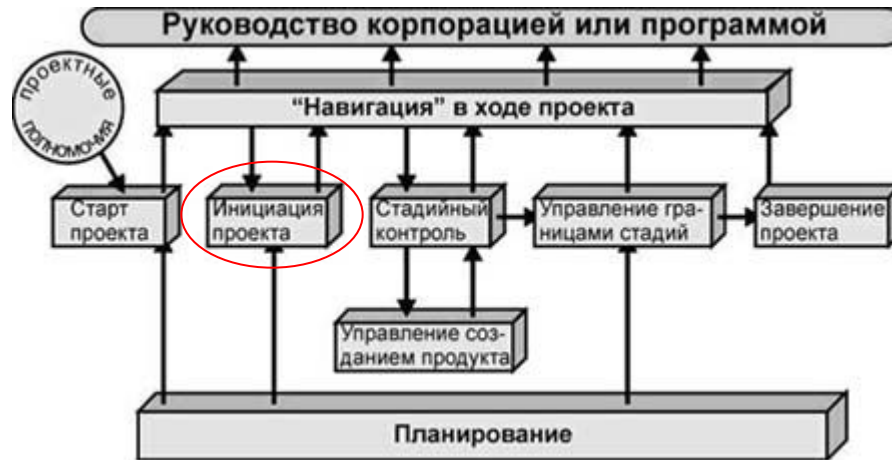 Руководство корпорацией или программой
проектные
полномочия
“Навигация” в ходе проекта
Старт
проекта
Инициация
проекта
Стадийный
контроль
Управление гра-
ницами стадий
Завершение
проекта
Управление соз-
данием продукта
Планирование